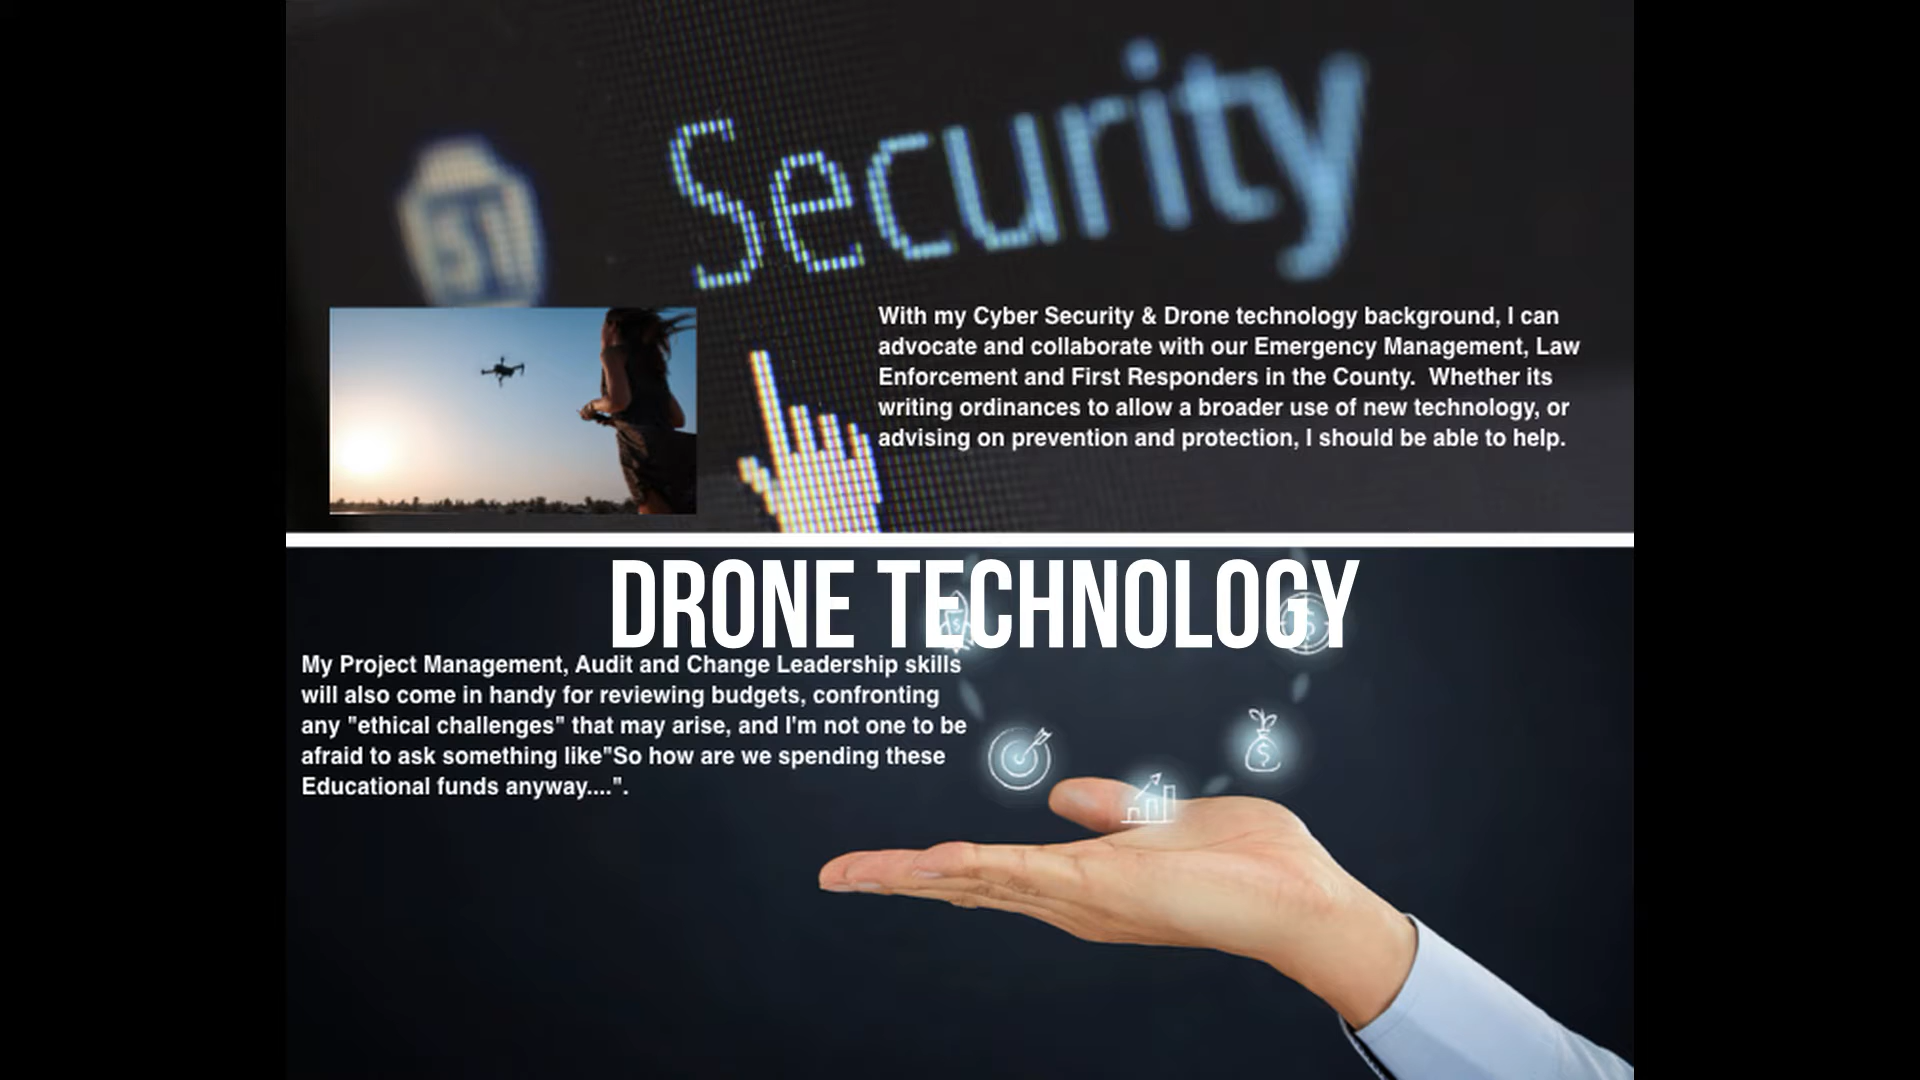 Security
With my Cyber Security & Drone technology background, I can
advocate and collaborate with our Emergency Management, Law
Enforcement and First Responders in the County.  Whether its
writing ordinances to allow a broader use of new technology, or
advising on prevention and protection, I should be able to help.
DRONE TECHNOLOGY
My Project Management, Audit and Change Leadership skills
will also come in handy for reviewing budgets, confronting
any "ethical challenges" that may arise, and I'm not one to be
afraid to ask something like"So how are we spending these
Educational funds anyway....".